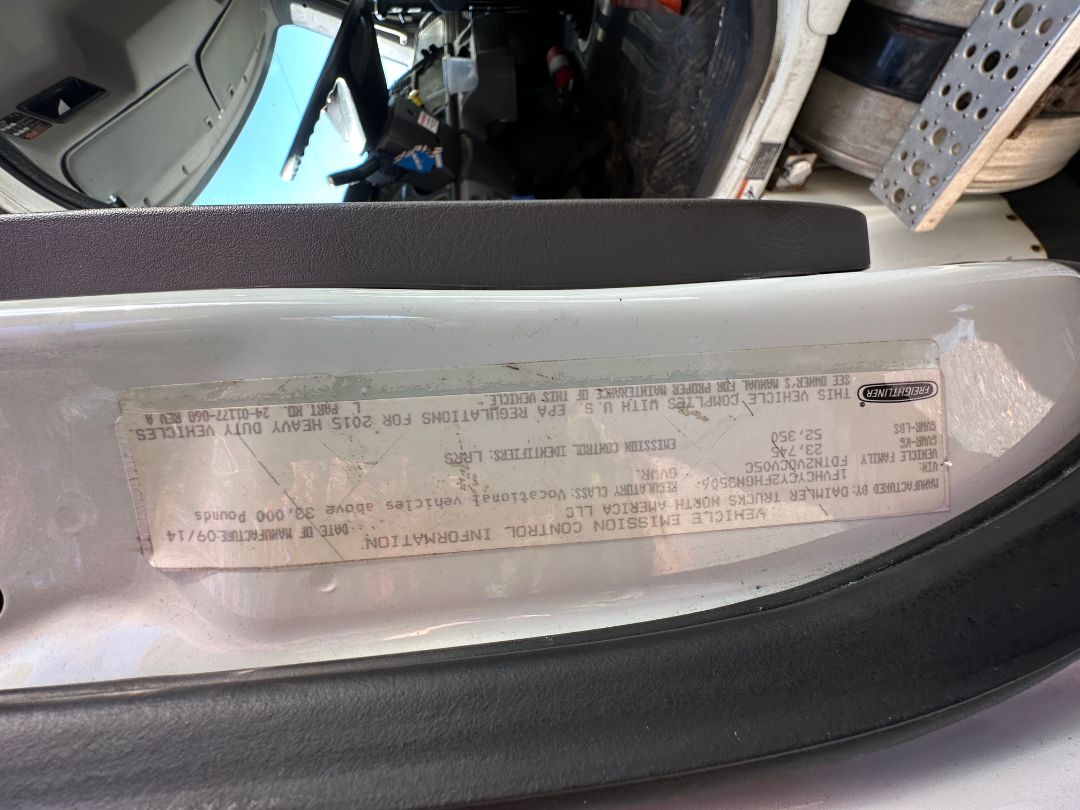 VEHICLE EMISSION CONTROL INFORMATION DATE OF MANUFACTURE:09/14
MANUFACTURED BY:DAIMLER TRUCKS NORTH AMERICA LLC
VIN:
VEHICLE FAMILY FDTN2VOCV05C REGULATORY CLASS: Vocational vehicles above 33,000 Pounds
GVWR-KG 23,745 GVWR:
GVWR-LBS 52,350 EMISSION CONTROL IDENTIFIERS: LRRS
FREIGHTLINER
THIS VEHICLE COMPLIES WITH U.S. EPA REGULATIONS FOR 2015 HEAVY DUTY VEHICLES.
SEE OWNER'S MANUAL FOR PROPER MAINTENANCE OF THIS VEHICLE. PART NO. 24-01177-060 REV A